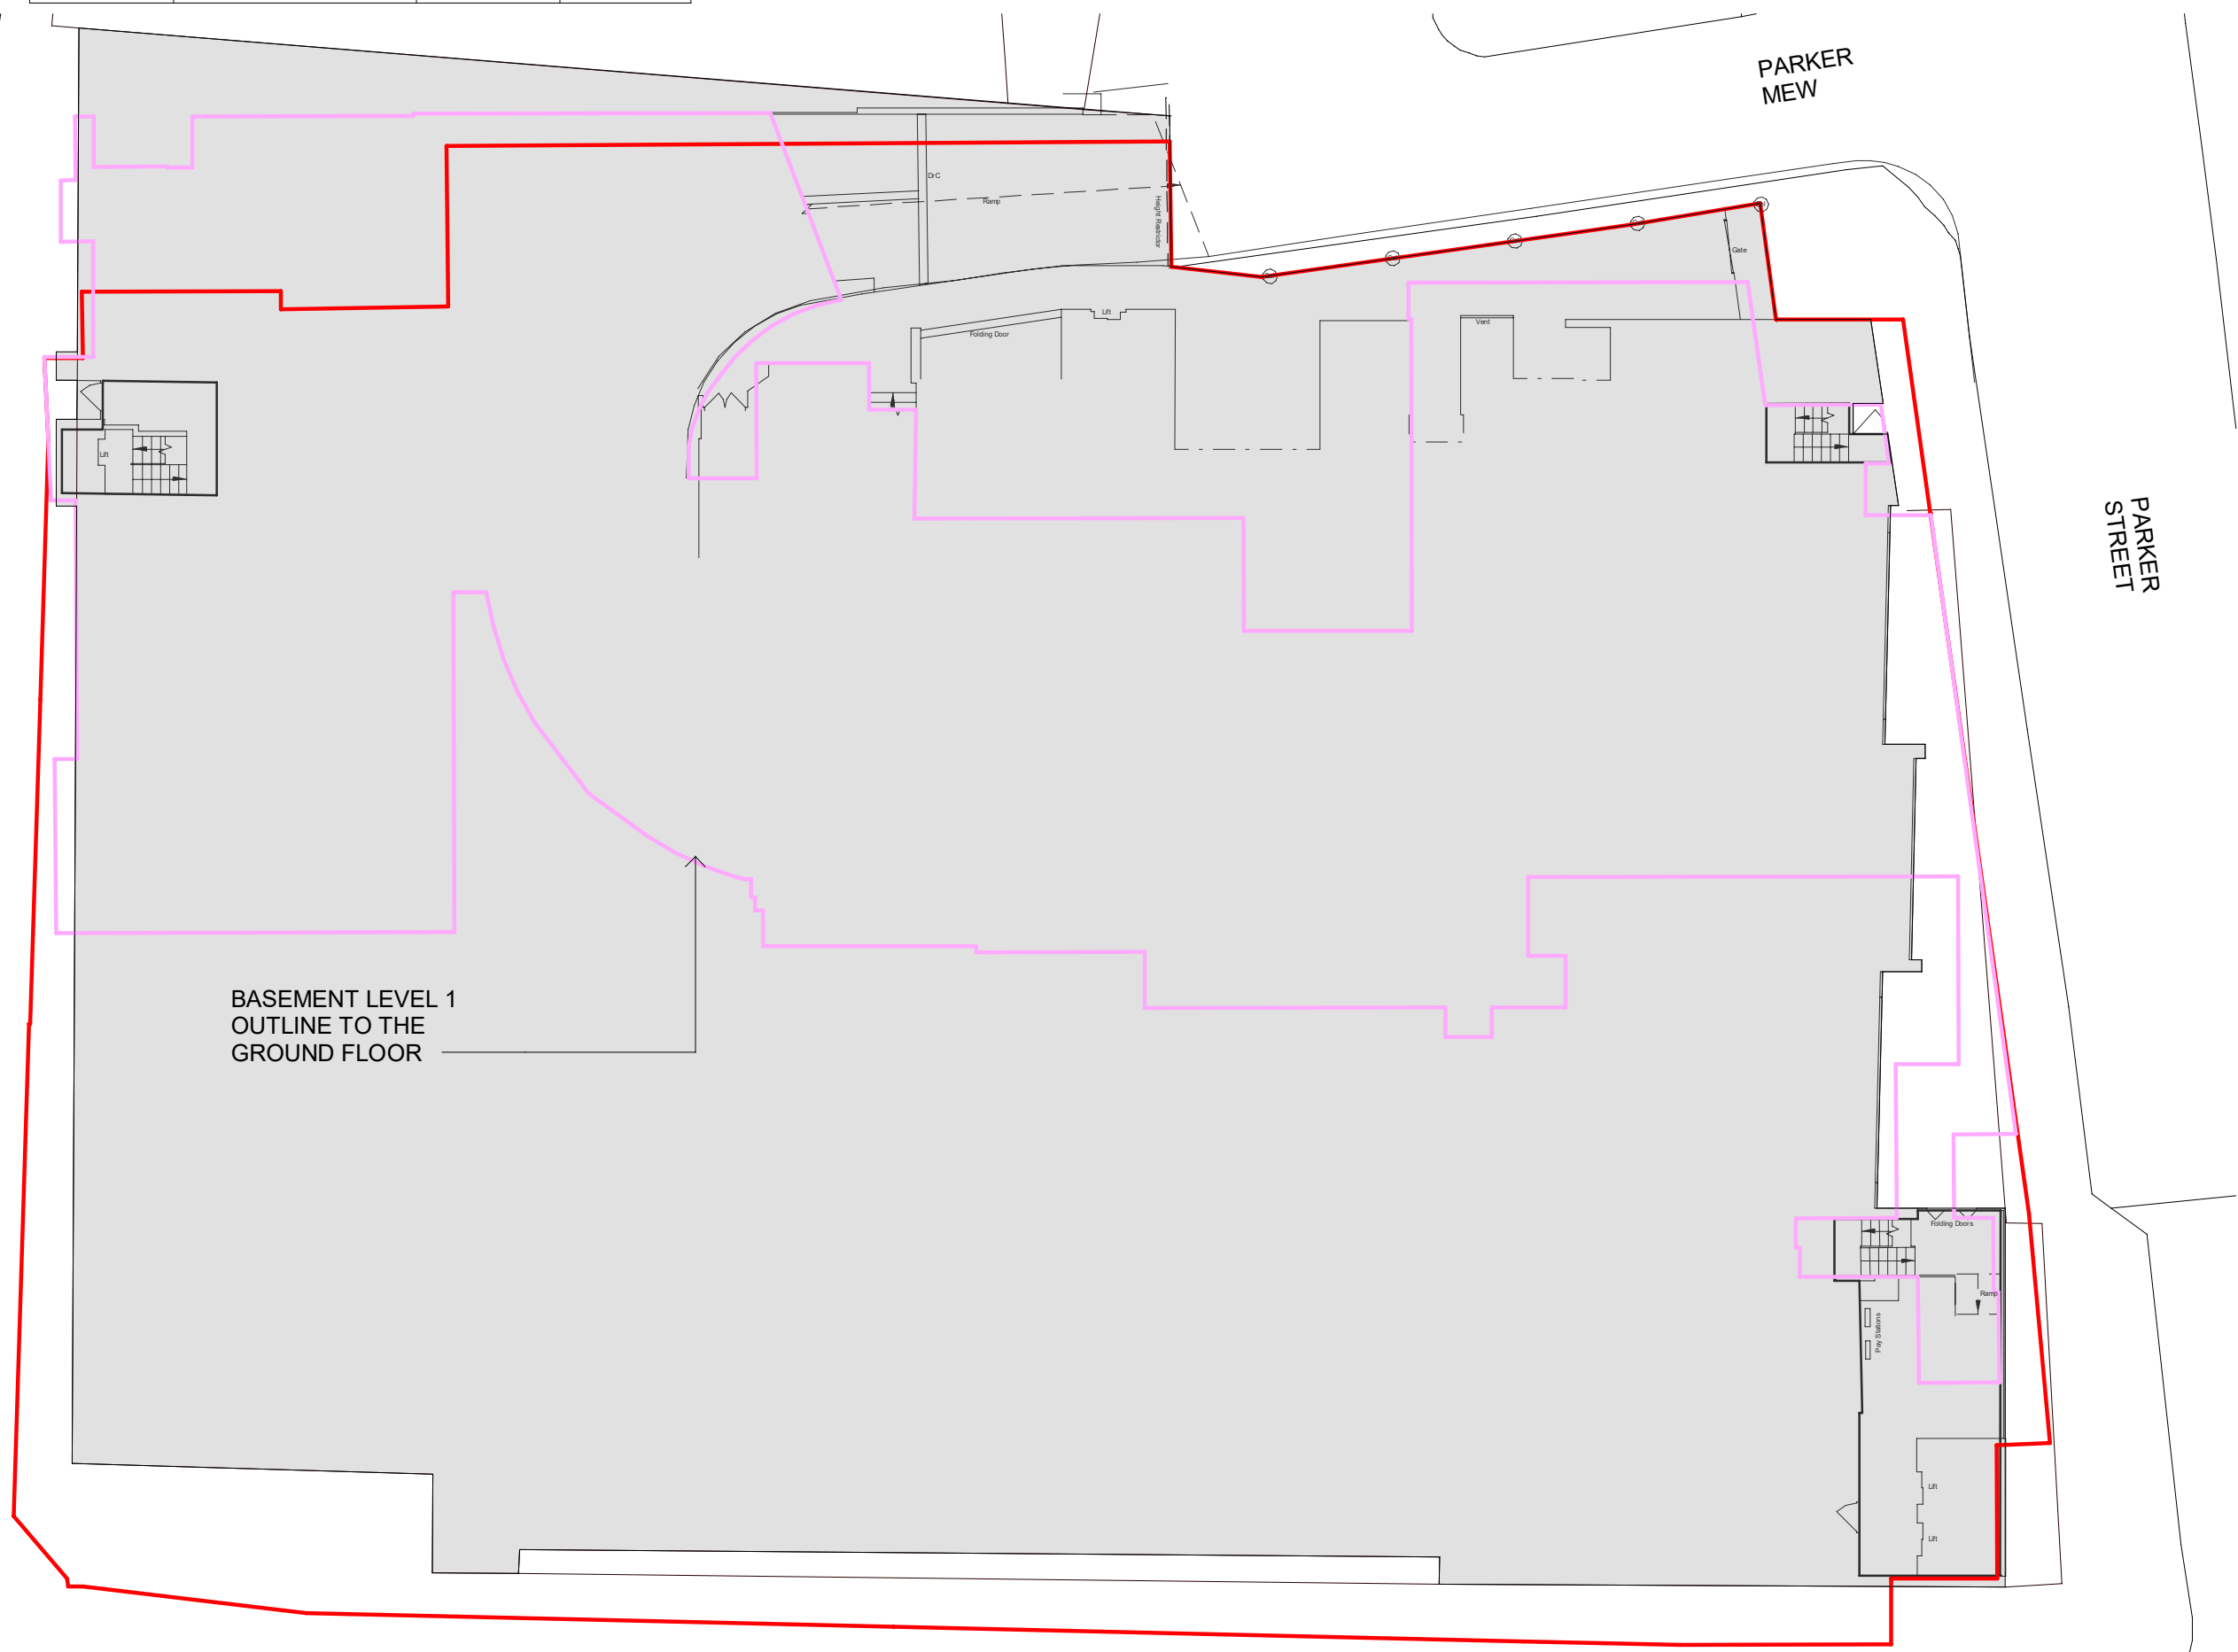 PARKER
MEW
DrC
Ramp
Height Restrictor
Gate
Lift
Folding Door
Vent
Lift
PARKER
STREET
BASEMENT LEVEL 1
OUTLINE TO THE
GROUND FLOOR
Folding Doors
Ramp
Pay Stations
Lift
Lift